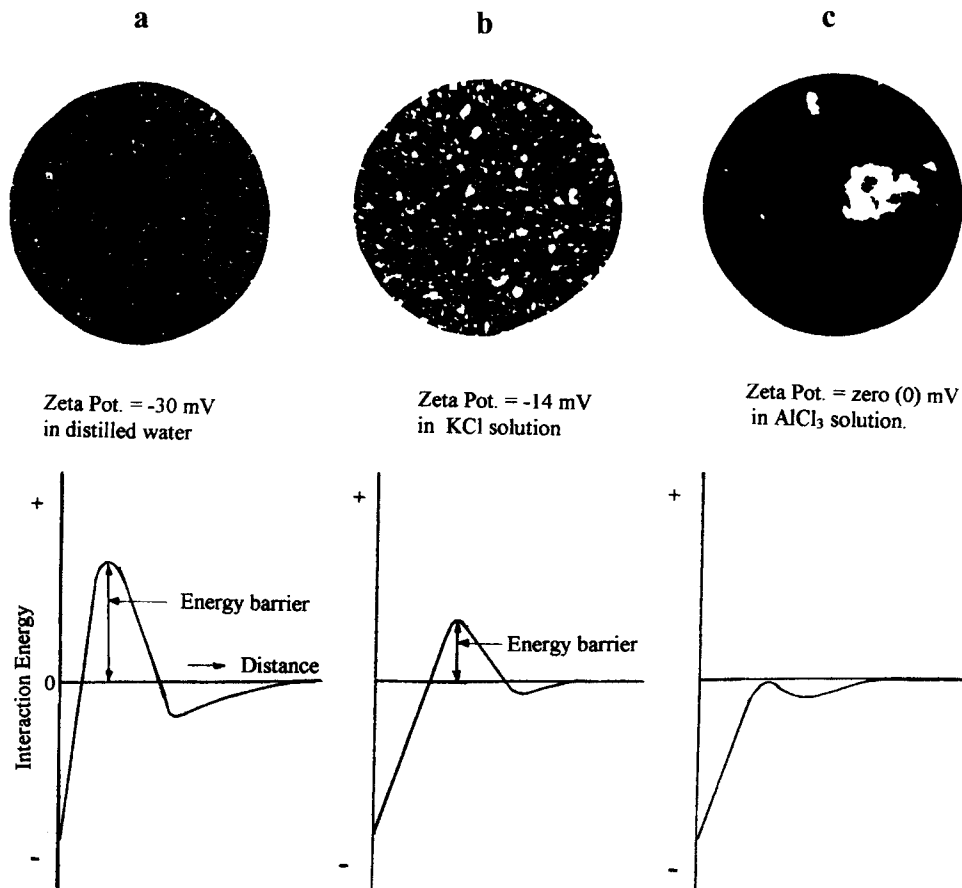 a
b
c
Zeta Pot. = -30 mV
in distilled water
Zeta Pot. = -14 mV
in KCl solution
Zeta Pot. = zero (0) mV
in AlCl₃ solution.
+
Interaction Energy
0
-
Energy barrier
→ Distance
+
Energy barrier
-
+
-